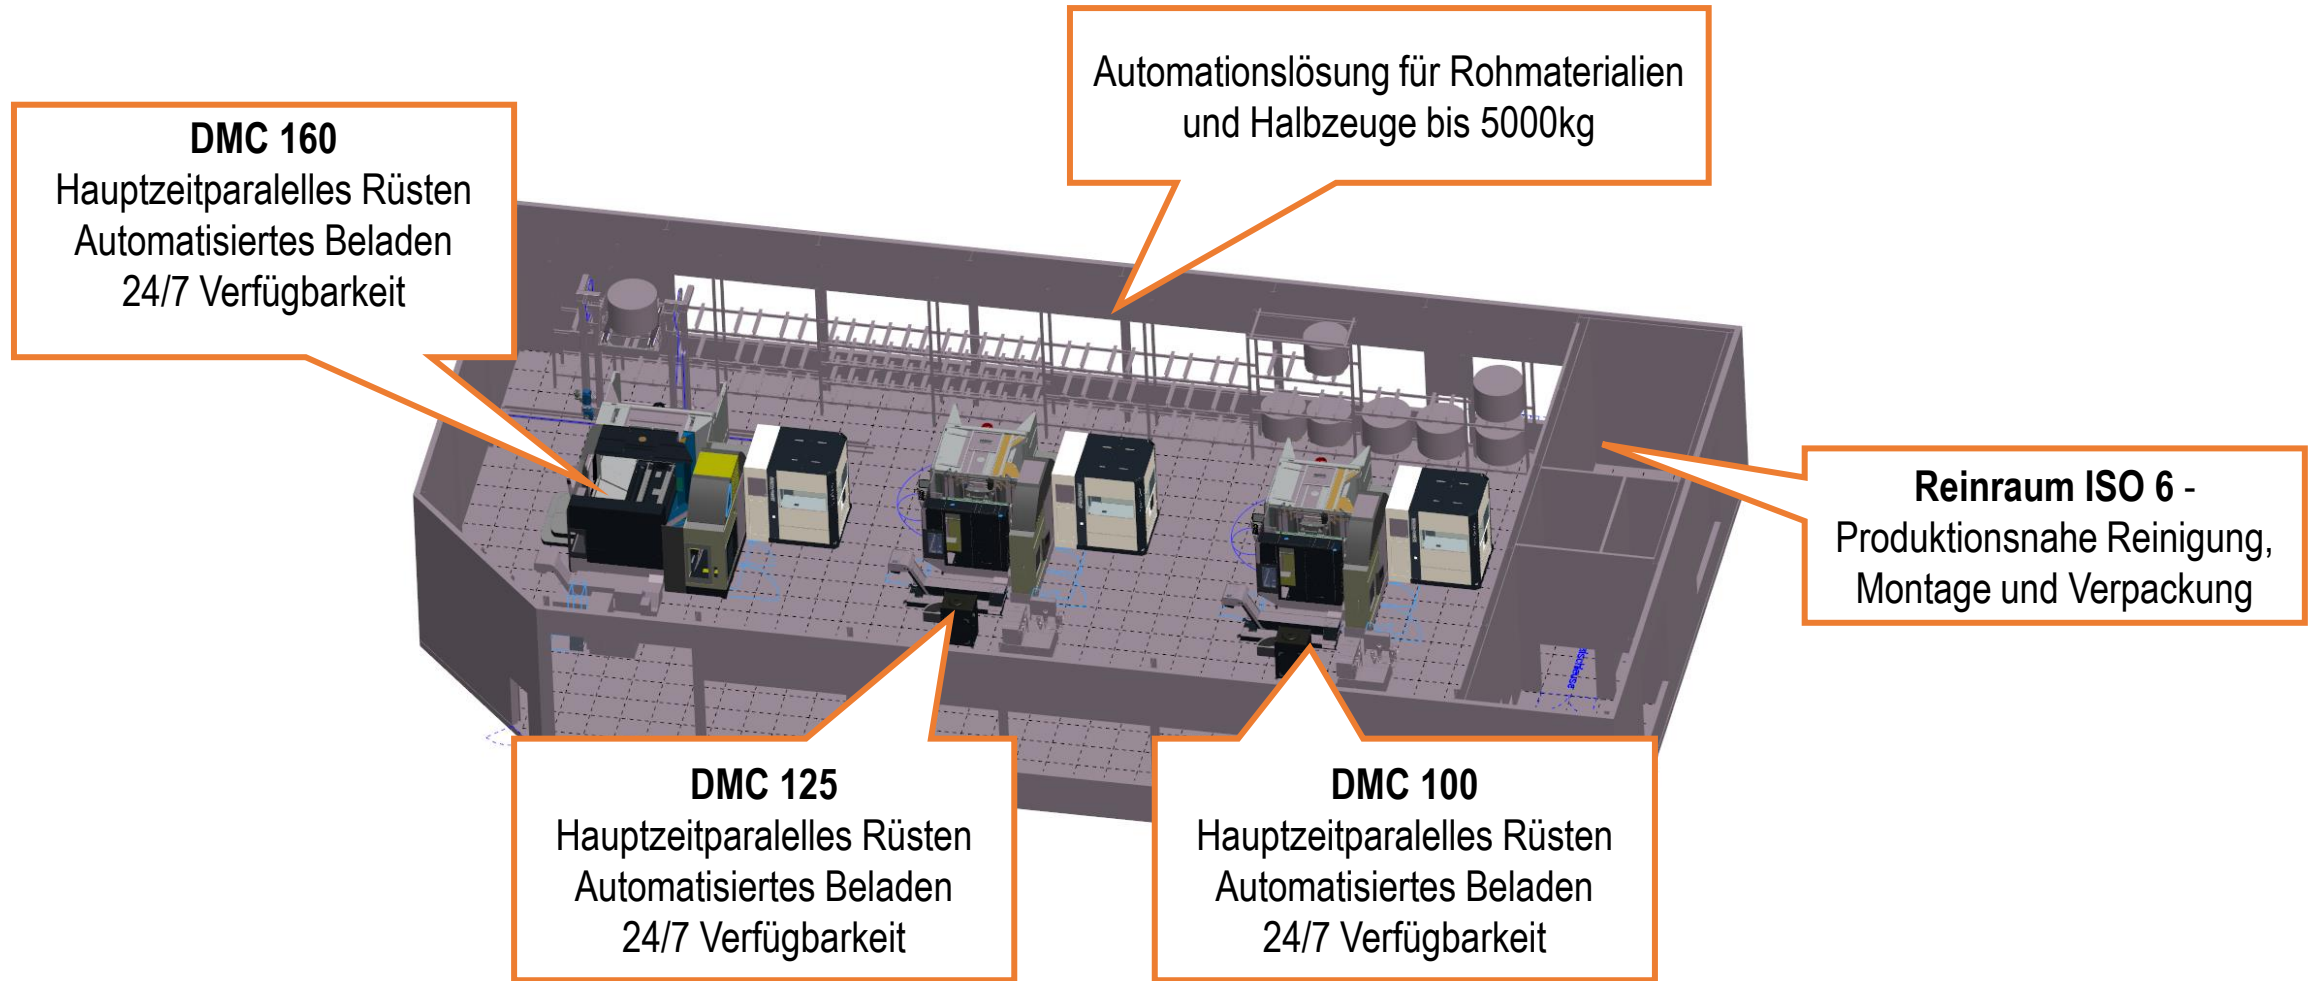 Automationslösung für Rohmaterialien
und Halbzeuge bis 5000kg
DMC 160
Hauptzeitparalelles Rüsten
Automatisiertes Beladen
24/7 Verfügbarkeit
Reinraum ISO 6 -
Produktionsnahe Reinigung,
Montage und Verpackung
DMC 125
Hauptzeitparalelles Rüsten
Automatisiertes Beladen
24/7 Verfügbarkeit
DMC 100
Hauptzeitparalelles Rüsten
Automatisiertes Beladen
24/7 Verfügbarkeit